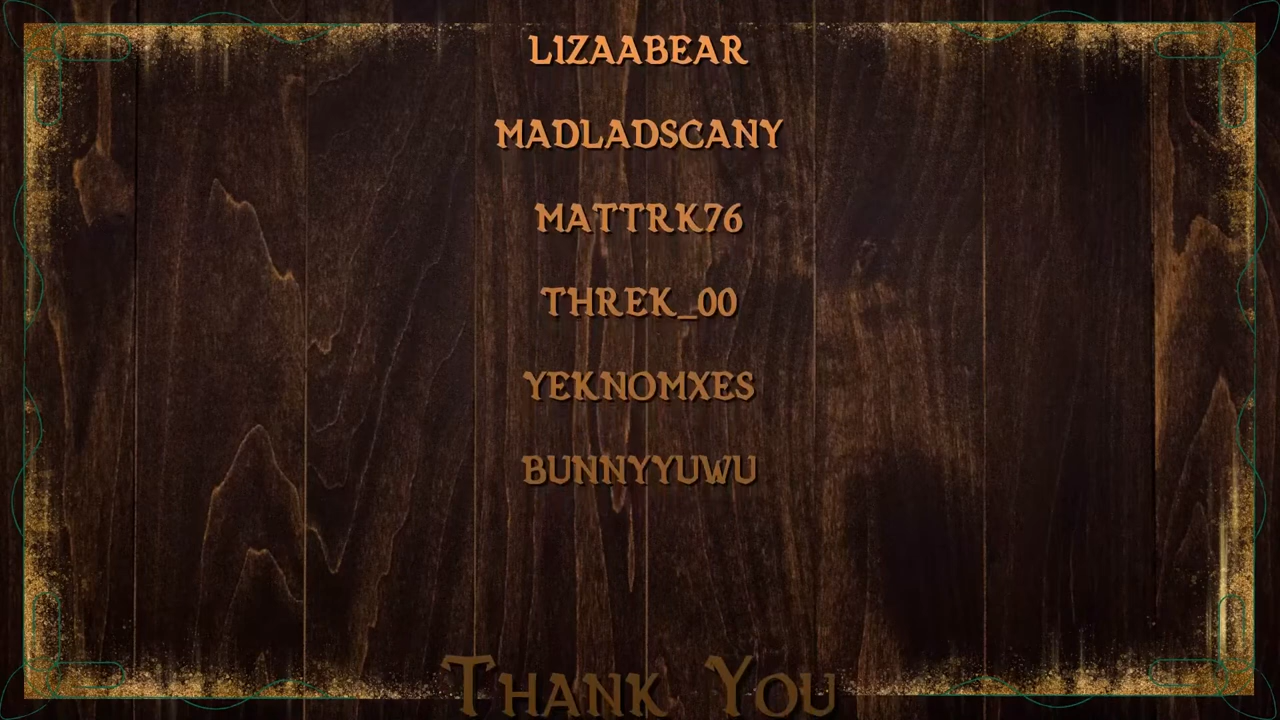 LIZAABEAR
MADLADSCANY
MATTRK76
THREK_00
YEKNOMXES
BUNNYYUWU
THANK YOU